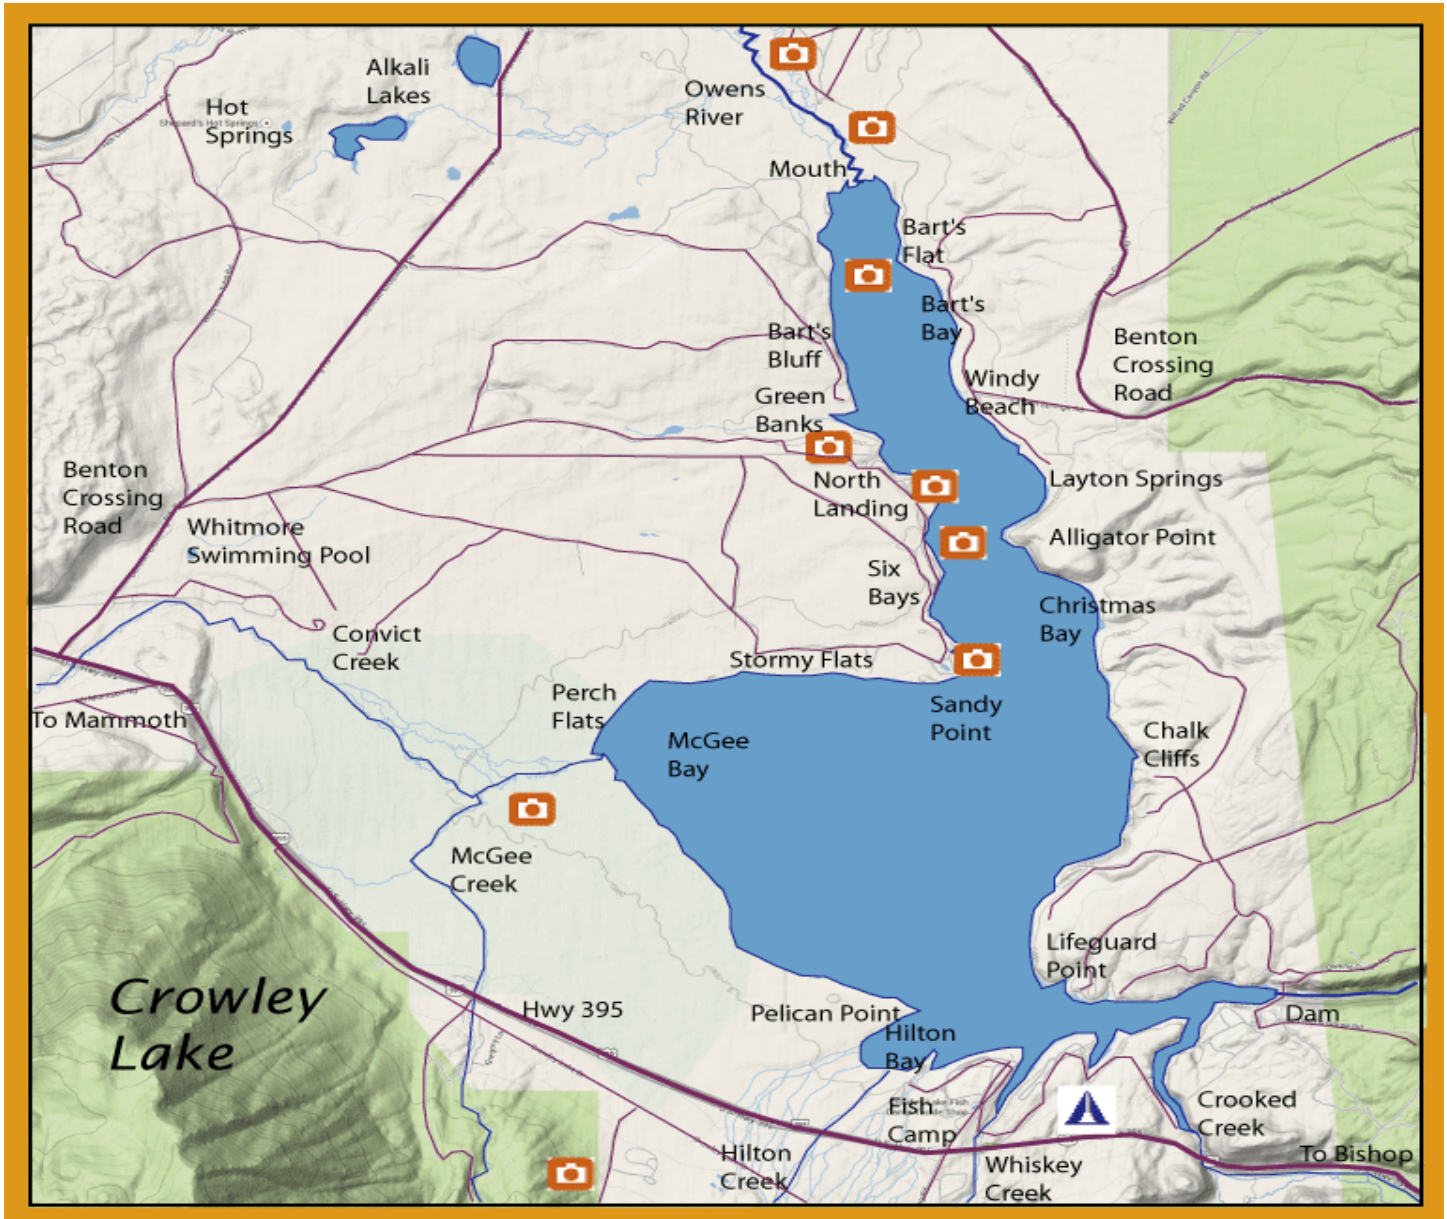 Alkali
Lakes
Hot
Springs
Owens
River
Mouth
Bart's
Flat
Bart's
Bay
Bart's
Bluff
Benton
Crossing
Road
Windy
Beach
Green
Banks
Benton
Crossing
Road
North
Landing
Layton Springs
Whitmore
Swimming Pool
Alligator Point
Six
Bays
Christmas
Bay
Convict
Creek
Stormy Flats
Perch
Flats
Sandy
Point
To Mammoth
McGee
Bay
Chalk
Cliffs
McGee
Creek
Lifeguard
Point
Crowley
Lake
Hwy 395
Pelican Point
Dam
Hilton
Bay
Fish
Camp
Crooked
Creek
Hilton
Creek
Whiskey
Creek
To Bishop